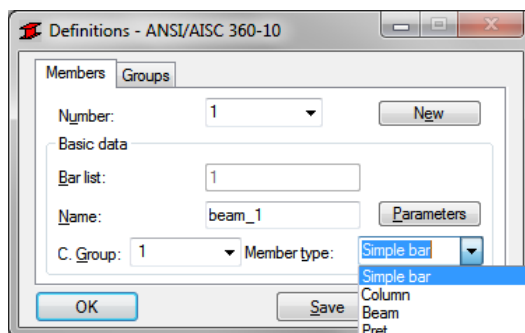 Definitions - ANSI/AISC 360-10
Members Groups
Number: 1 New
Basic data
Bar list: 1
Name: beam_1 Parameters
C. Group: 1 Member type: Simple bar
Simple bar
Column
OK Save Beam
Pret